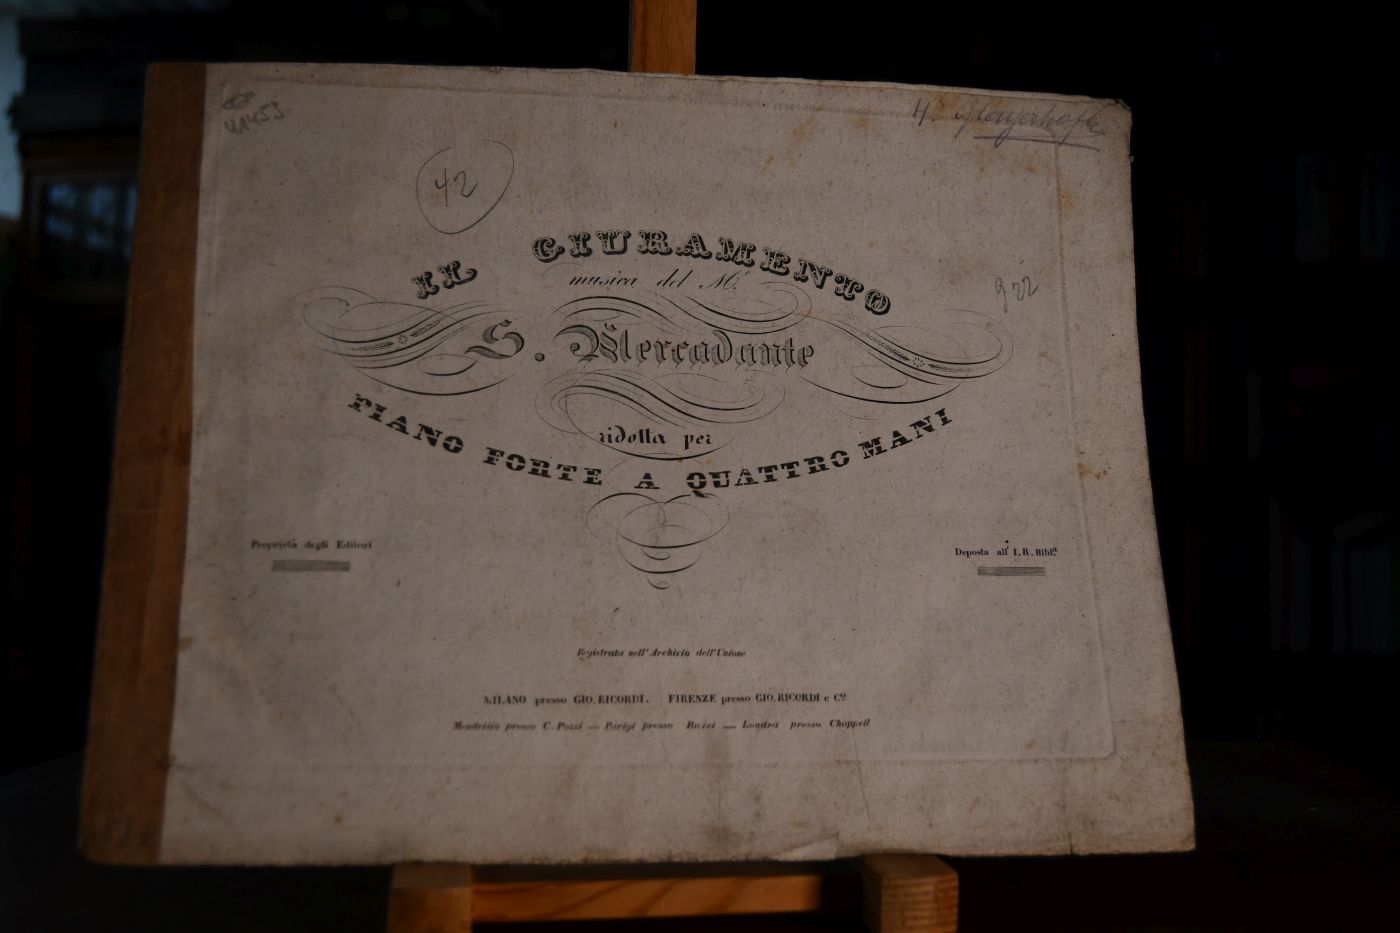 41455
42
IL GIURAMENTO
musica del M.º
922
S. Mercadante
ridotta per
PIANO FORTE A QUATTRO MANI
Proprietà degli Editori
Deposta all' I. R. Bibl.ª
Registrata nell' Archivio dell' Unione
MILANO presso GIO. RICORDI. FIRENZE presso GIO. RICORDI e Cº.
Mendrisio presso C. Pozzi — Parigi presso — Londra presso Chappell